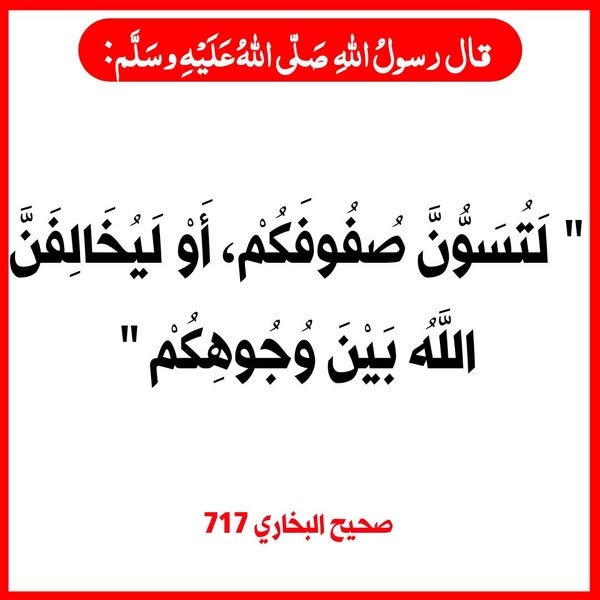 قال رسولُ اللهِ صَلّى اللهُ عَلَيْهِ وسَلَّم:
" لَتُسَوُّنَّ صُفُوفَكُمْ، أَوْ لَيُخَالِفَنَّ
اللَّهُ بَيْنَ وُجُوهِكُمْ "
صحيح البخاري 717